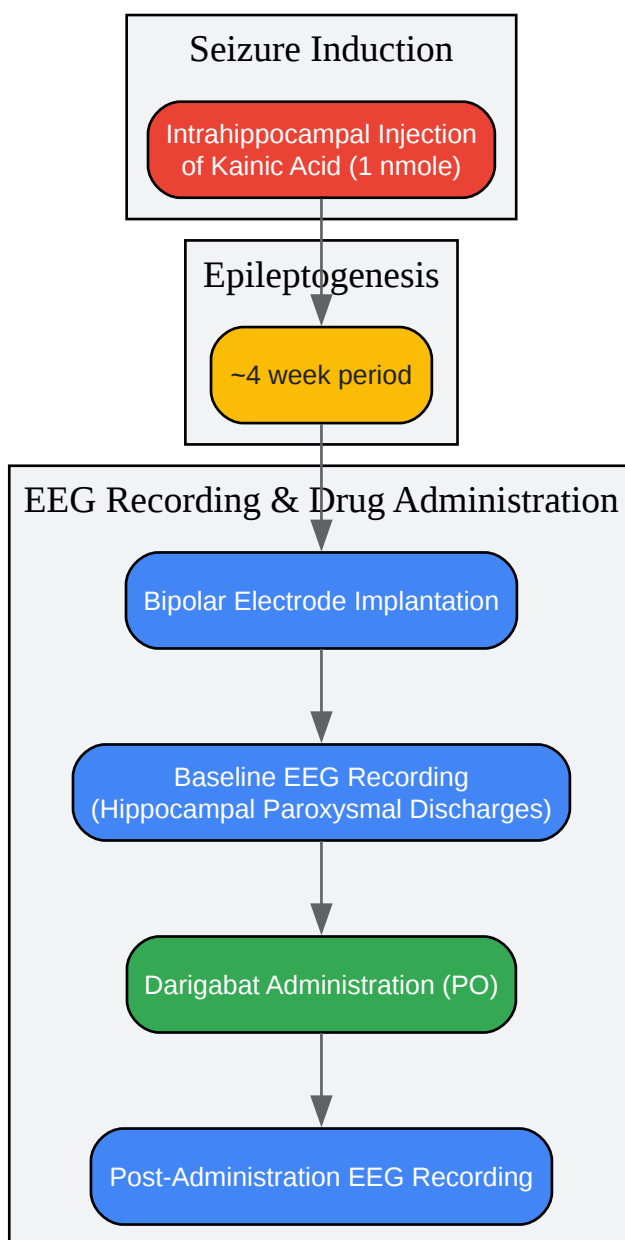 Seizure Induction
Intrahippocampal Injection
of Kainic Acid (1 nmole)
Epileptogenesis
~4 week period
EEG Recording & Drug Administration
Bipolar Electrode Implantation
Baseline EEG Recording
(Hippocampal Paroxysmal Discharges)
Darigabat Administration (PO)
Post-Administration EEG Recording